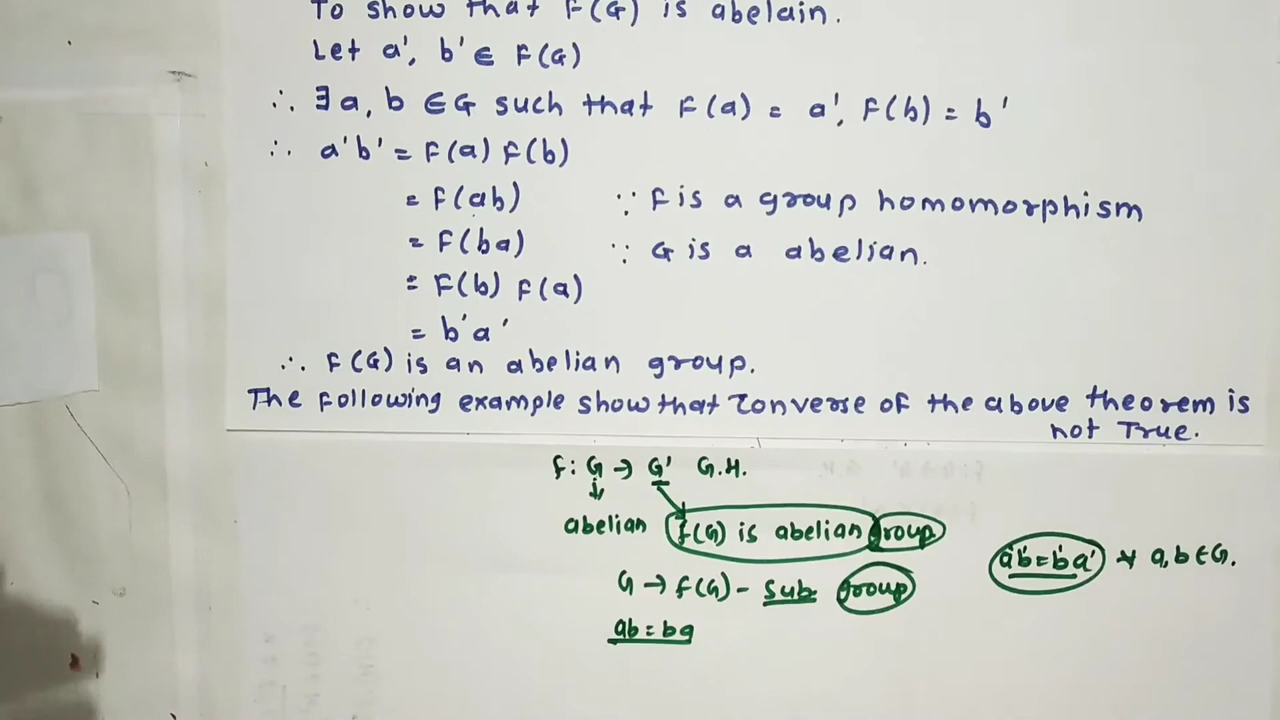 To show that F(G) is abelain.
Let a', b' ∈ F(G)
∴ ∃ a, b ∈ G such that F(a) = a', F(b) = b'
∴ a'b' = F(a) F(b)
= F(ab) ∵ F is a group homomorphism
= F(ba) ∵ G is a abelian.
= F(b) F(a)
= b'a'
∴ F(G) is an abelian group.
The following example show that converse of the above theorem is
not True.
f: G → G' G.H.
abelian f(G) is abelian group
a'b' = b'a' ∀ a, b ∈ G.
G → f(G) - sub group
ab = ba